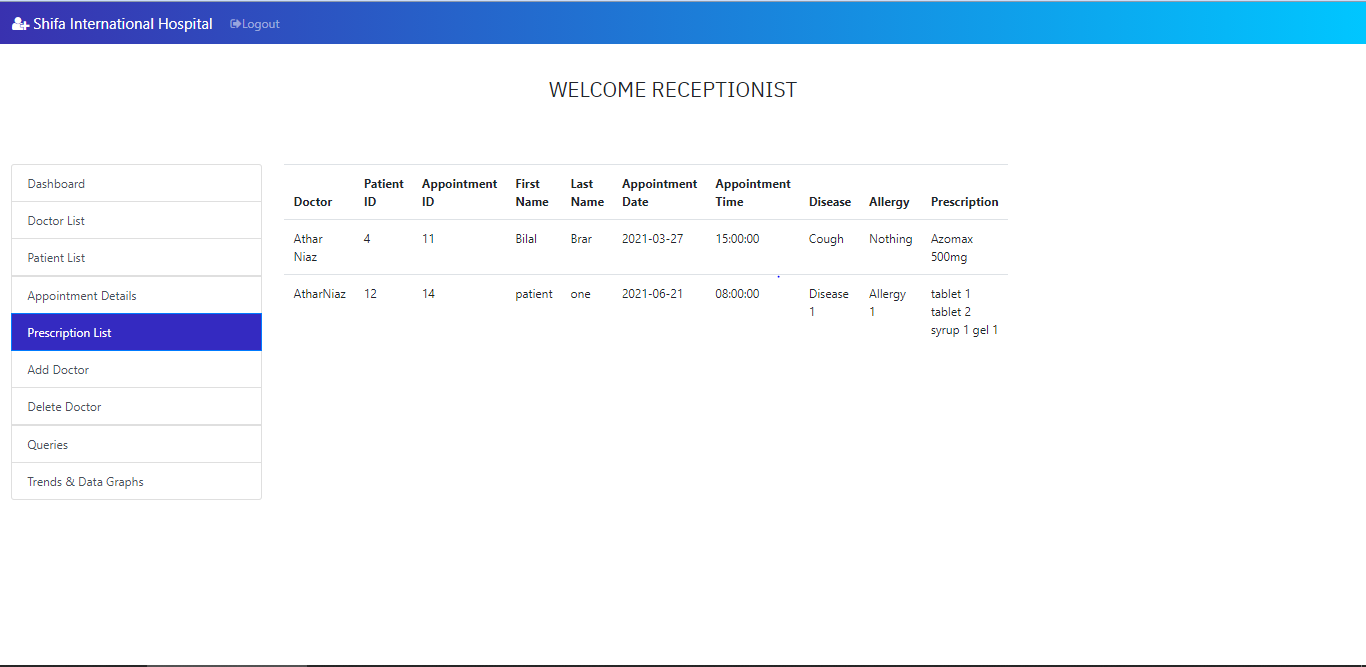 Shifa International Hospital Logout
WELCOME RECEPTIONIST
Dashboard
Doctor List
Patient List
Appointment Details
Prescription List
Add Doctor
Delete Doctor
Queries
Trends & Data Graphs
Patient Appointment First Last Appointment Appointment
Doctor ID ID Name Name Date Time Disease Allergy Prescription
Athar 4 11 Bilal Brar 2021-03-27 15:00:00 Cough Nothing Azomax
Niaz 500mg
AtharNiaz 12 14 patient one 2021-06-21 08:00:00 Disease Allergy tablet 1
1 1 tablet 2
syrup 1 gel 1